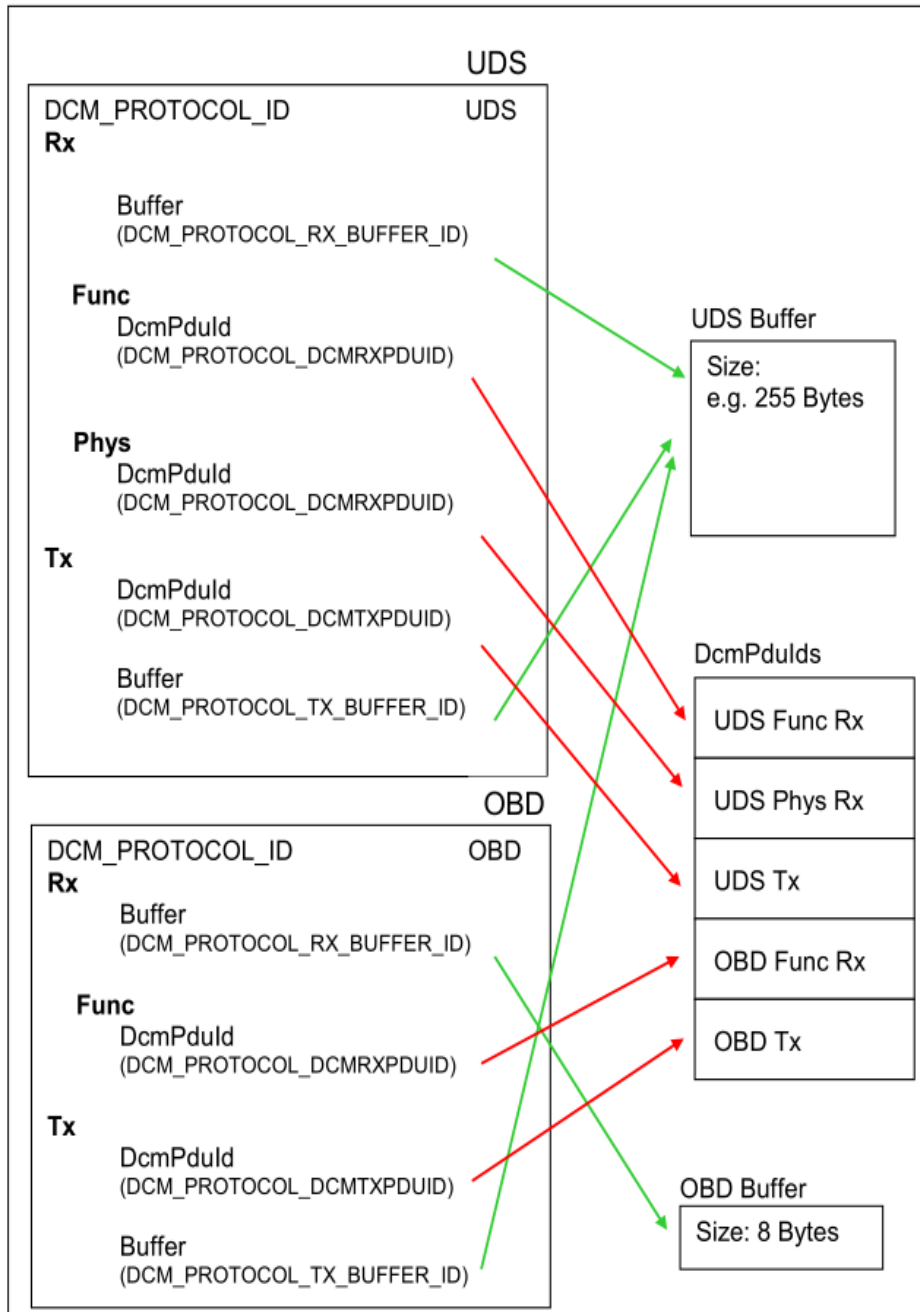 UDS
DCM_PROTOCOL_ID UDS
Rx
Buffer
(DCM_PROTOCOL_RX_BUFFER_ID)
Func
DcmPduId
(DCM_PROTOCOL_DCMRXPDUID)
Phys
DcmPduId
(DCM_PROTOCOL_DCMRXPDUID)
Tx
DcmPduId
(DCM_PROTOCOL_DCMTXPDUID)
Buffer
(DCM_PROTOCOL_TX_BUFFER_ID)
OBD
DCM_PROTOCOL_ID OBD
Rx
Buffer
(DCM_PROTOCOL_RX_BUFFER_ID)
Func
DcmPduId
(DCM_PROTOCOL_DCMRXPDUID)
Tx
DcmPduId
(DCM_PROTOCOL_DCMTXPDUID)
Buffer
(DCM_PROTOCOL_TX_BUFFER_ID)
UDS Buffer
Size:
e.g. 255 Bytes
DcmPduIds
UDS Func Rx
UDS Phys Rx
UDS Tx
OBD Func Rx
OBD Tx
OBD Buffer
Size: 8 Bytes